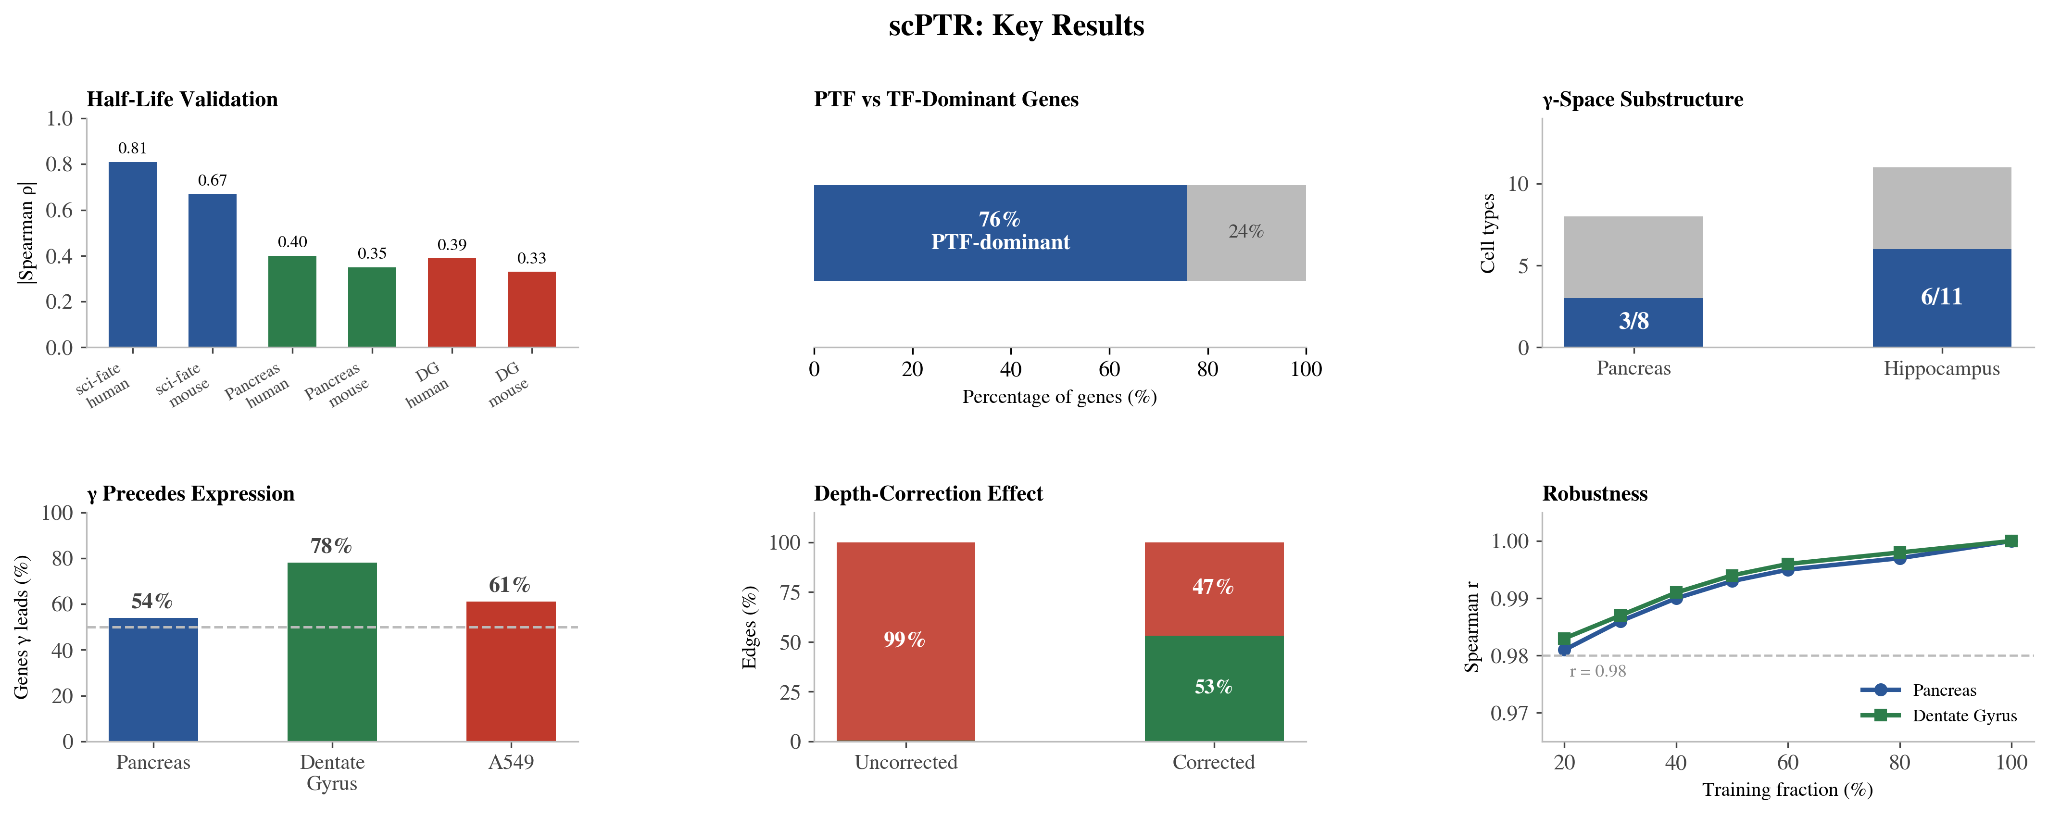 scPTR: Key Results
Half-Life Validation
|Spearman ρ|
1.0
0.8
0.6
0.4
0.2
0.0
0.81
0.67
0.40
0.35
0.39
0.33
sci-fate
human
sci-fate
mouse
Pancreas
human
Pancreas
mouse
DG
human
DG
mouse
PTF vs TF-Dominant Genes
76%
PTF-dominant
24%
0 20 40 60 80 100
Percentage of genes (%)
γ-Space Substructure
Cell types
10
5
0
3/8
6/11
Pancreas
Hippocampus
γ Precedes Expression
Genes γ leads (%)
100
80
60
40
20
0
54%
78%
61%
Pancreas
Dentate
Gyrus
A549
Depth-Correction Effect
Edges (%)
100
75
50
25
0
99%
47%
53%
Uncorrected
Corrected
Robustness
Spearman r
1.00
0.99
0.98
0.97
r = 0.98
Pancreas
Dentate Gyrus
20 40 60 80 100
Training fraction (%)